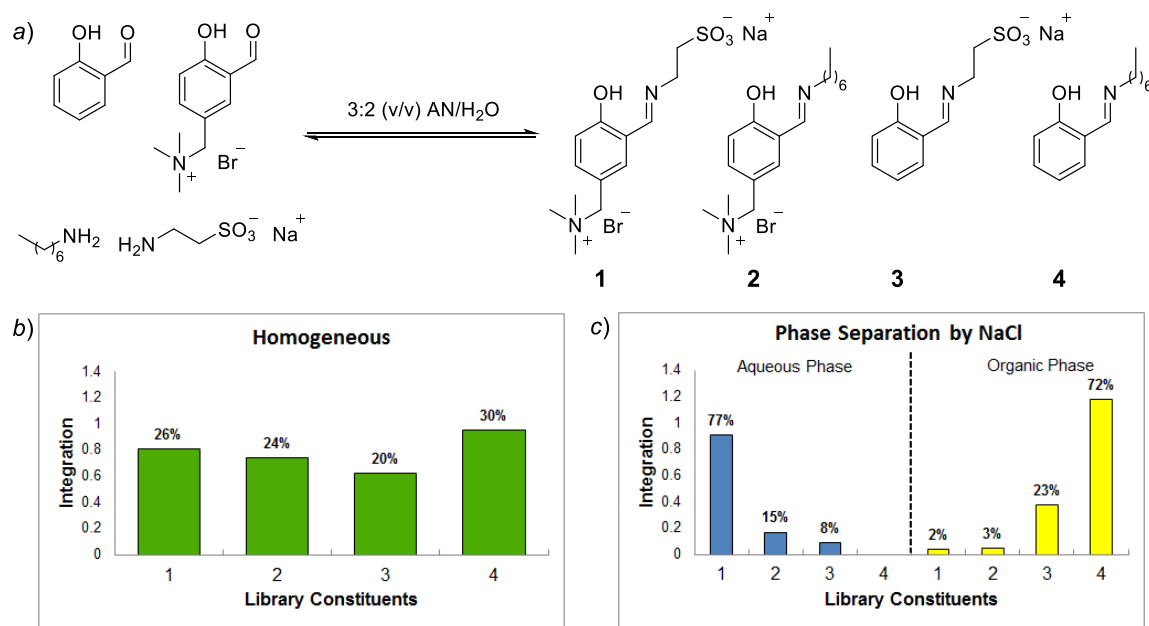 a)
OH
O
OH
O
N
+
Br−
NH2
6
H2N
SO3− Na+
3:2 (v/v) AN/H2O
SO3− Na+
N
OH
N
+
Br−
1
6
N
OH
N
+
Br−
2
SO3− Na+
N
OH
3
6
N
OH
4
b)
Homogeneous
Integration
1.4
1.2
1
0.8
0.6
0.4
0.2
0
26%
24%
20%
30%
1 2 3 4
Library Constituents
c)
Phase Separation by NaCl
Aqueous Phase
Organic Phase
Integration
1.4
1.2
1
0.8
0.6
0.4
0.2
0
77%
15%
8%
2%
3%
23%
72%
1 2 3 4 1 2 3 4
Library Constituents